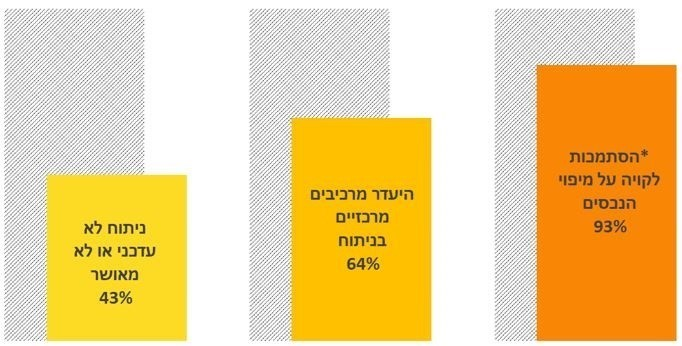 *הסתמכות
לקויה על מיפוי
הנכסים
93%
היעדר מרכיבים
מרכזיים
בניתוח
64%
ניתוח לא
עדכני או לא
מאושר
43%